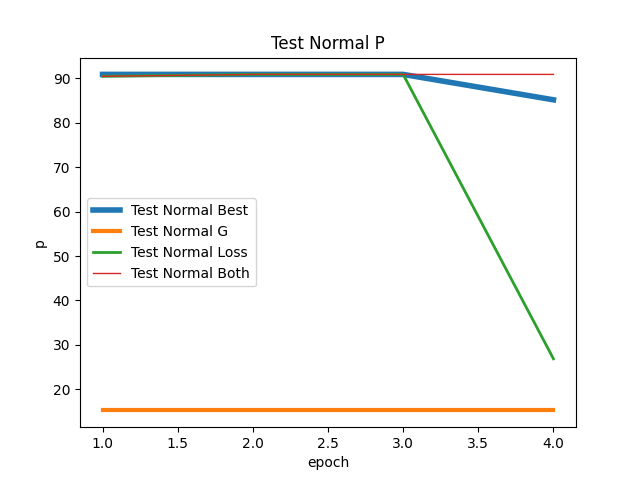 Test Normal P
90
80
70
60
50
40
30
20
p
Test Normal Best
Test Normal G
Test Normal Loss
Test Normal Both
1.0 1.5 2.0 2.5 3.0 3.5 4.0
epoch